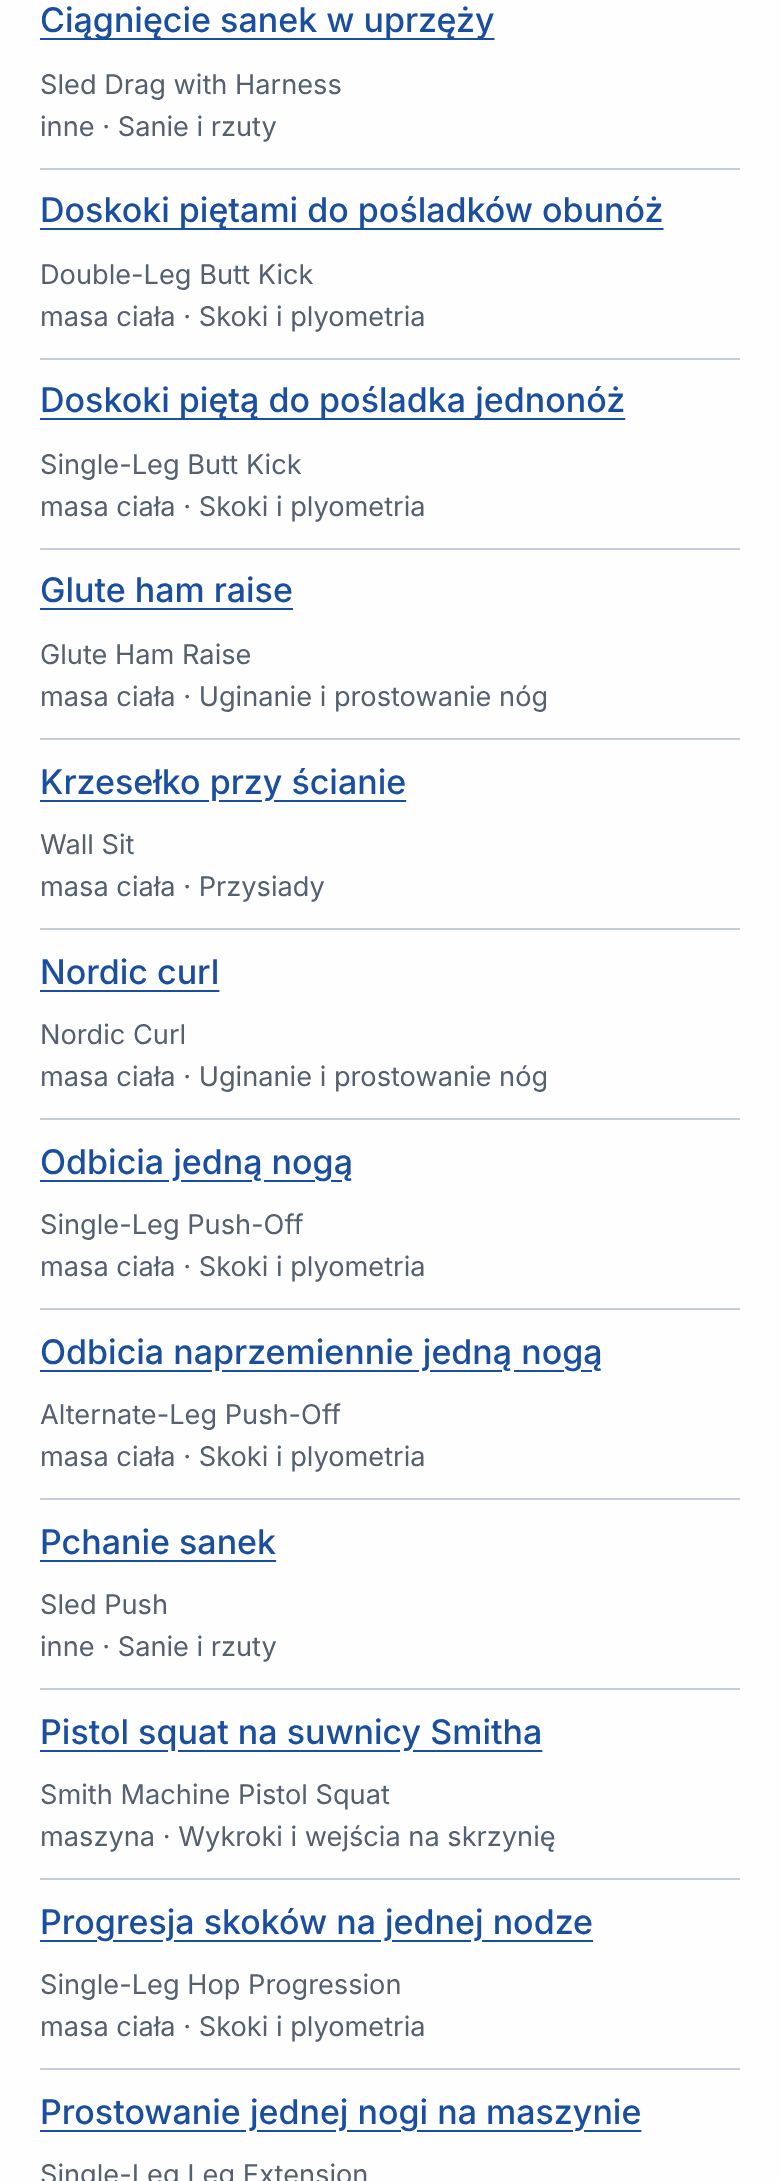 Ciągnięcie sanek w uprzęży
Sled Drag with Harness
inne · Sanie i rzuty
Doskoki piętami do pośladków obunóż
Double-Leg Butt Kick
masa ciała · Skoki i plyometria
Doskoki piętą do pośladka jednonóż
Single-Leg Butt Kick
masa ciała · Skoki i plyometria
Glute ham raise
Glute Ham Raise
masa ciała · Uginanie i prostowanie nóg
Krzesełko przy ścianie
Wall Sit
masa ciała · Przysiady
Nordic curl
Nordic Curl
masa ciała · Uginanie i prostowanie nóg
Odbicia jedną nogą
Single-Leg Push-Off
masa ciała · Skoki i plyometria
Odbicia naprzemiennie jedną nogą
Alternate-Leg Push-Off
masa ciała · Skoki i plyometria
Pchanie sanek
Sled Push
inne · Sanie i rzuty
Pistol squat na suwnicy Smitha
Smith Machine Pistol Squat
maszyna · Wykroki i wejścia na skrzynię
Progresja skoków na jednej nodze
Single-Leg Hop Progression
masa ciała · Skoki i plyometria
Prostowanie jednej nogi na maszynie
Single-Leg Leg Extension